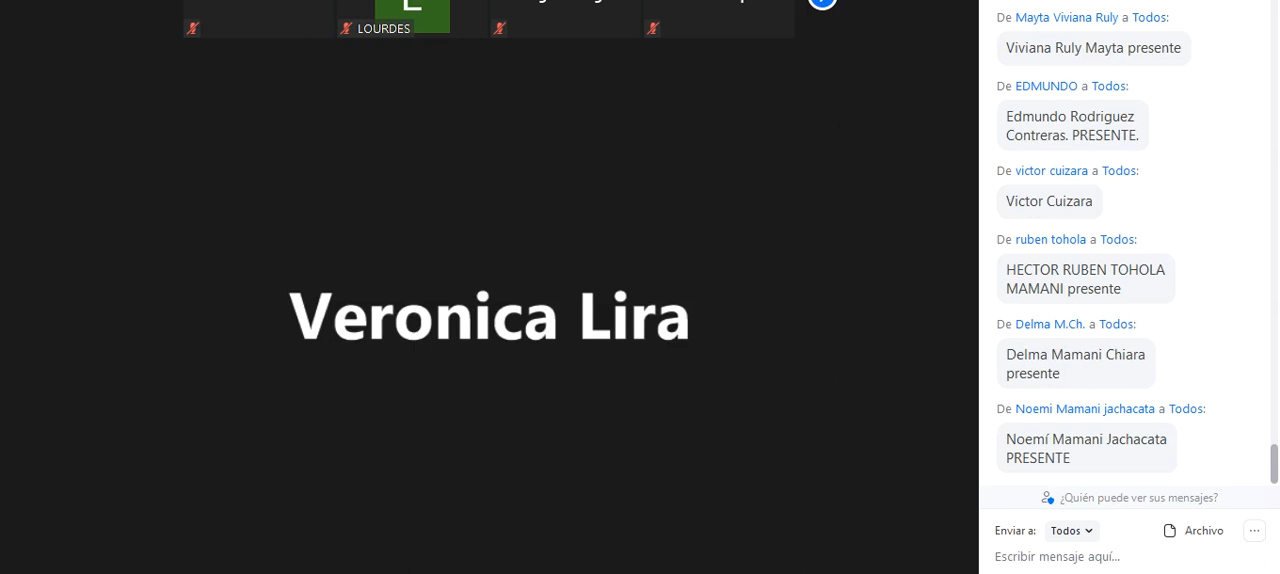 LOURDES
Veronica Lira
De Mayta Viviana Ruly a Todos:
Viviana Ruly Mayta presente
De EDMUNDO a Todos:
Edmundo Rodriguez
Contreras. PRESENTE.
De victor cuizara a Todos:
Victor Cuizara
De ruben tohola a Todos:
HECTOR RUBEN TOHOLA
MAMANI presente
De Delma M.Ch. a Todos:
Delma Mamani Chiara
presente
De Noemi Mamani jachacata a Todos:
Noemí Mamani Jachacata
PRESENTE
¿Quién puede ver sus mensajes?
Enviar a: Todos Archivo ...
Escribir mensaje aquí...